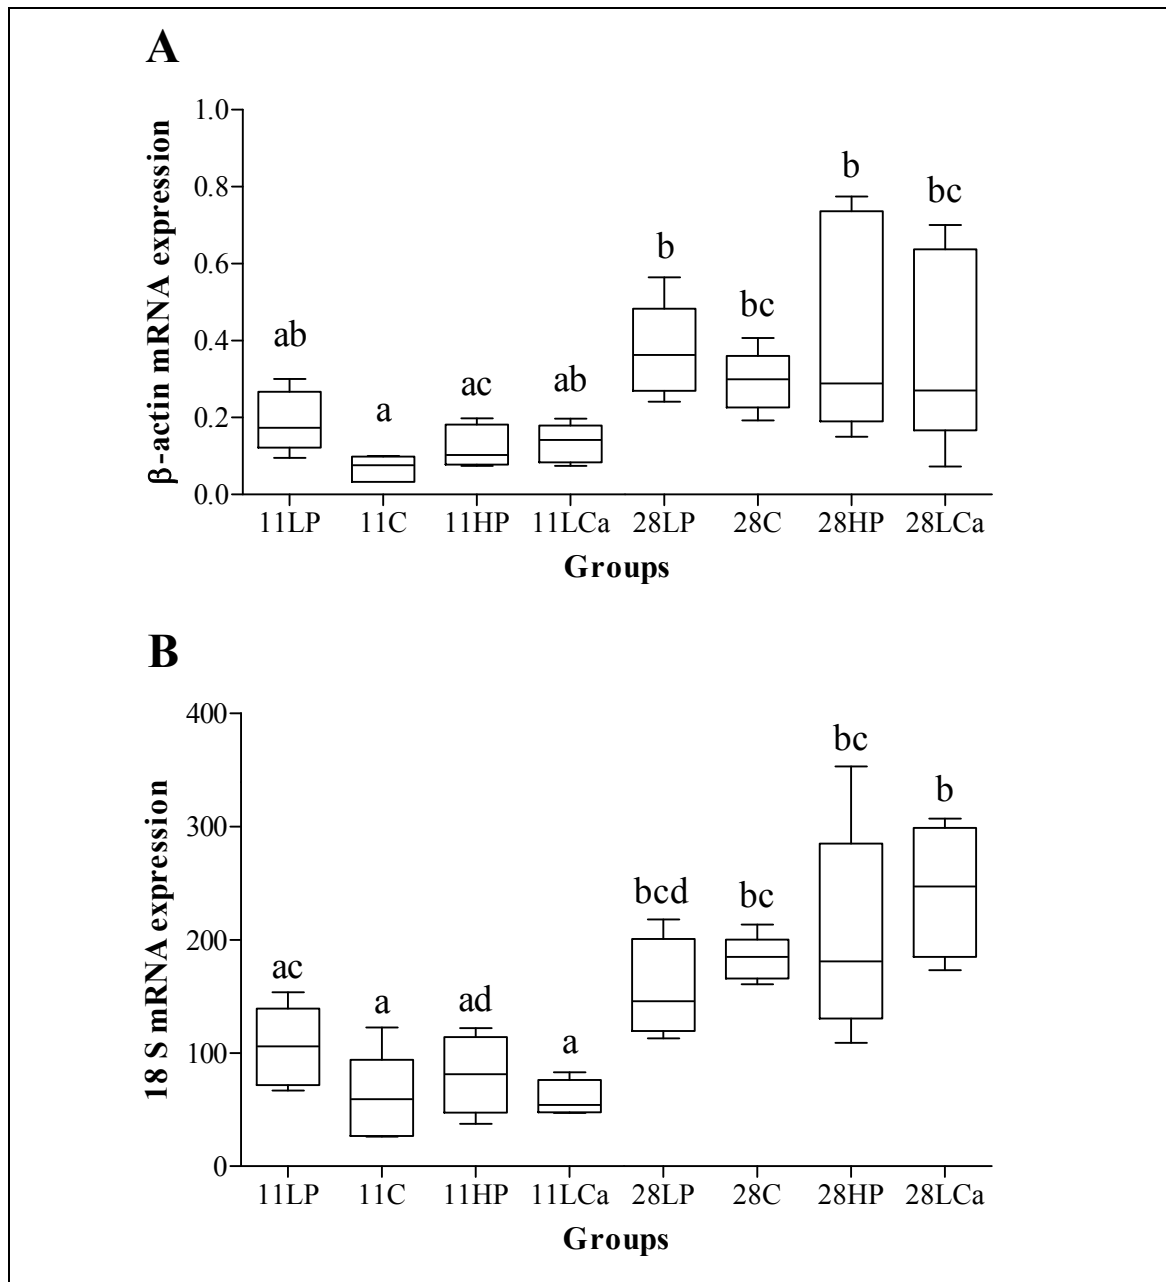 A
β-actin mRNA expression
1.0
0.8
0.6
0.4
0.2
0.0
ab
a
ac
ab
b
bc
b
bc
11LP 11C 11HP 11LCa 28LP 28C 28HP 28LCa
Groups
B
18 S mRNA expression
400
300
200
100
0
ac
a
ad
a
bcd
bc
bc
b
11LP 11C 11HP 11LCa 28LP 28C 28HP 28LCa
Groups